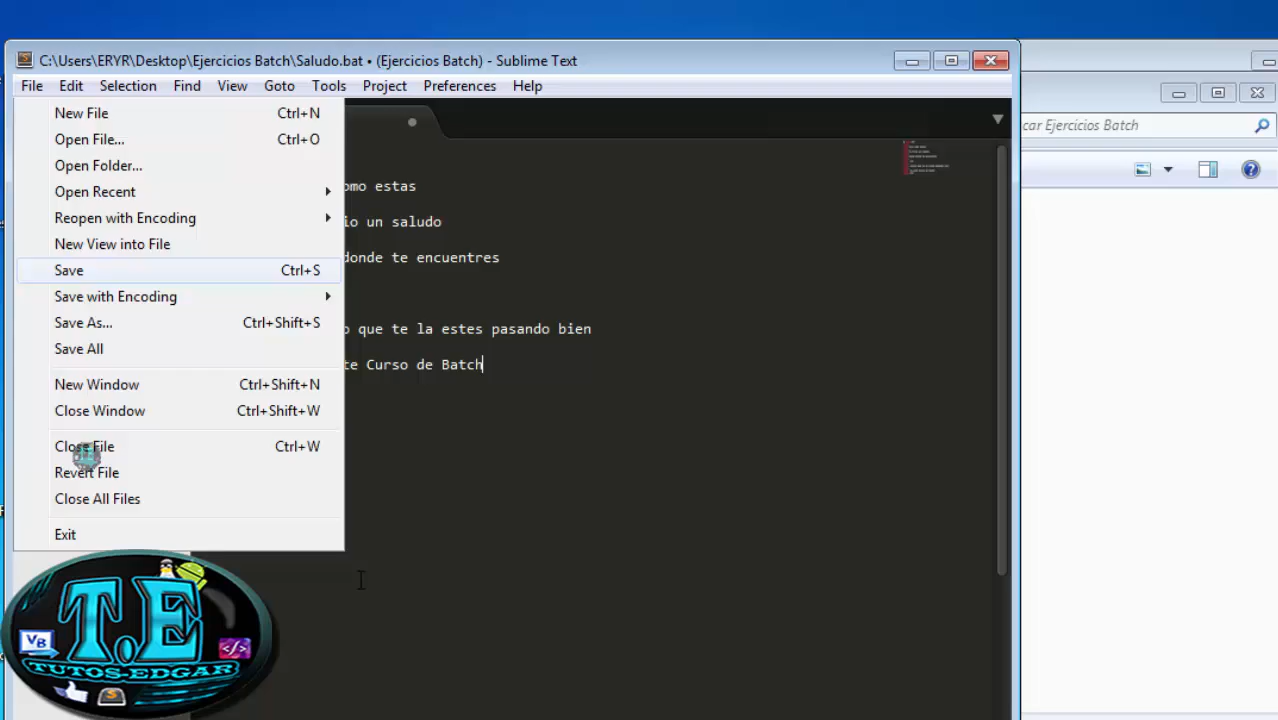 C:\Users\ERYR\Desktop\Ejercicios Batch\Saludo.bat • (Ejercicios Batch) - Sublime Text
File Edit Selection Find View Goto Tools Project Preferences Help
car Ejercicios Batch
New File Ctrl+N
Open File... Ctrl+O
Open Folder...
Open Recent
Reopen with Encoding
New View into File
Save Ctrl+S
Save with Encoding
Save As... Ctrl+Shift+S
Save All
New Window Ctrl+Shift+N
Close Window Ctrl+Shift+W
Close File Ctrl+W
Revert File
Close All Files
Exit
omo estas
io un saludo
donde te encuentres
o que te la estes pasando bien
te Curso de Batch
T.E
VB
TUTOS-EDGAR